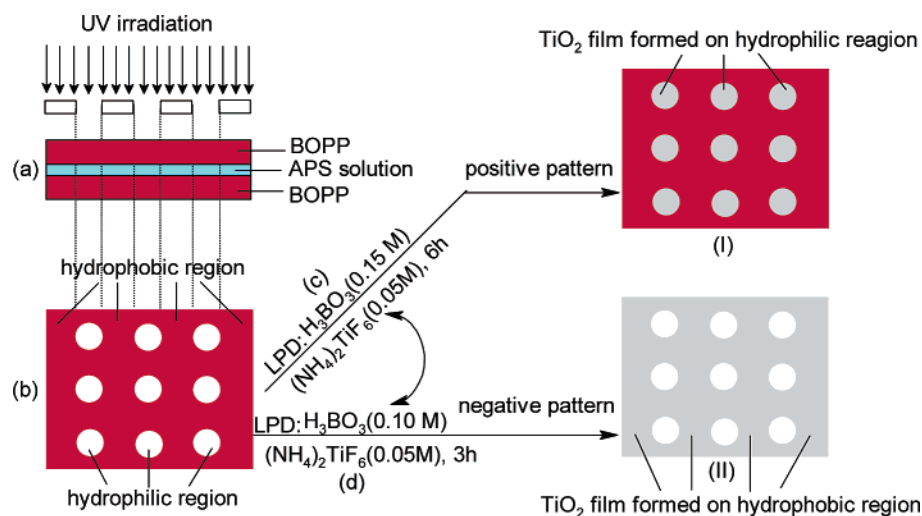 UV irradiation
(a)
BOPP
APS solution
BOPP
hydrophobic region
(b)
hydrophilic region
(c)
LPD: H₃BO₃(0.15 M)
(NH₄)₂TiF₆(0.05M), 6h
positive pattern
LPD: H₃BO₃(0.10 M)
(NH₄)₂TiF₆(0.05M), 3h
(d)
negative pattern
TiO₂ film formed on hydrophilic reagion
(I)
(II)
TiO₂ film formed on hydrophobic region